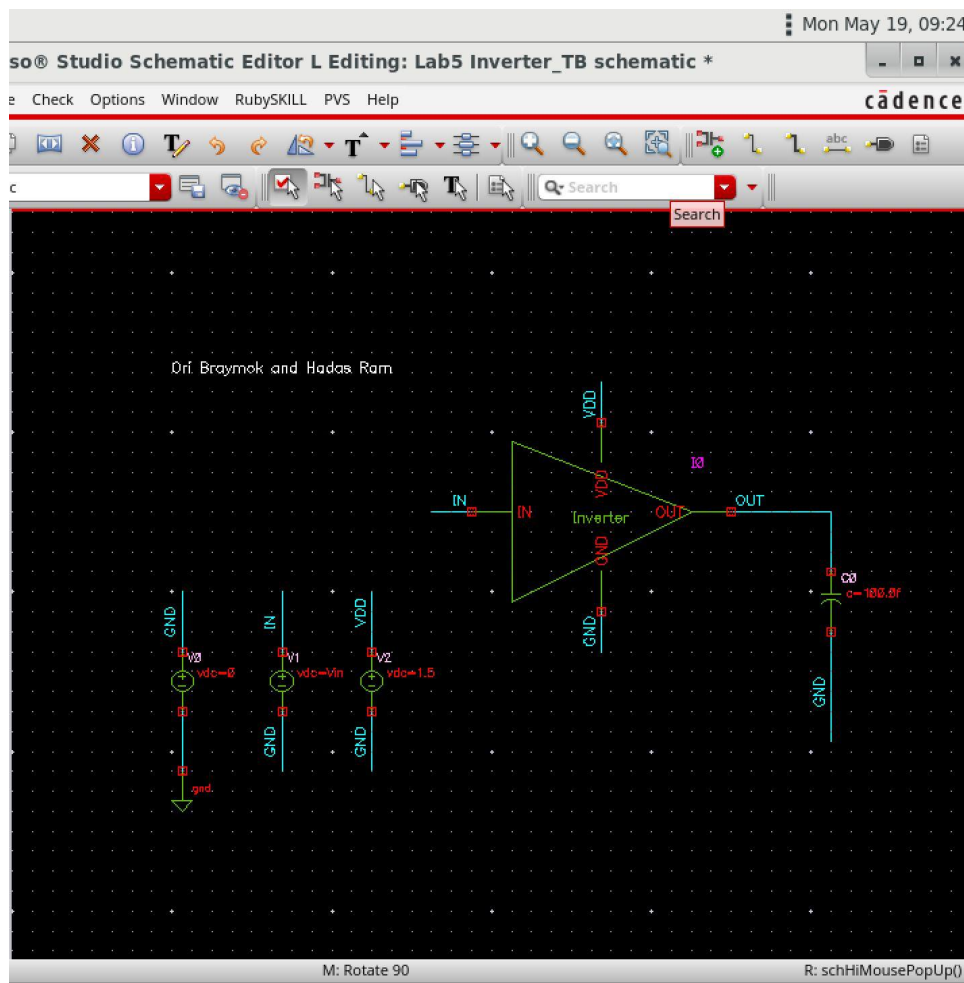 Mon May 19, 09:24
so® Studio Schematic Editor L Editing: Lab5 Inverter_TB schematic *
e Check Options Window RubySKILL PVS Help
cādence
abc
c
Search
Search
Ori Braymok and Hadas Ram
VDD
I0
VDD
IN
OUT
IN
Inverter
OUT
GND
C0
c=100.0f
GND
IN
VDD
GND
V0
V1
V2
vdc=0
vdc=Vin
vdc=1.5
GND
GND
GND
gnd
M: Rotate 90
R: schHiMousePopUp()